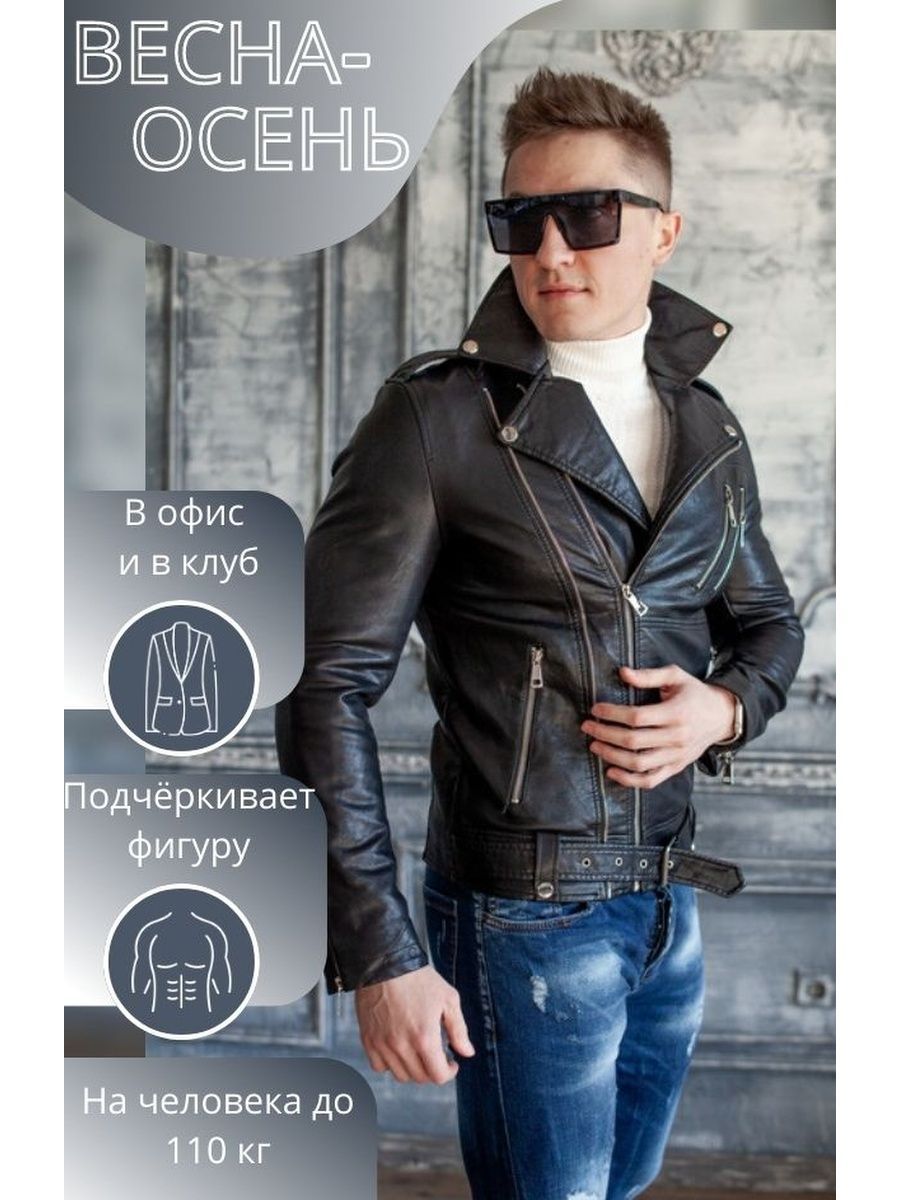 ВЕСНА-
ОСЕНЬ
В офис
и в клуб
Подчёркивает
фигуру
На человека до
110 кг